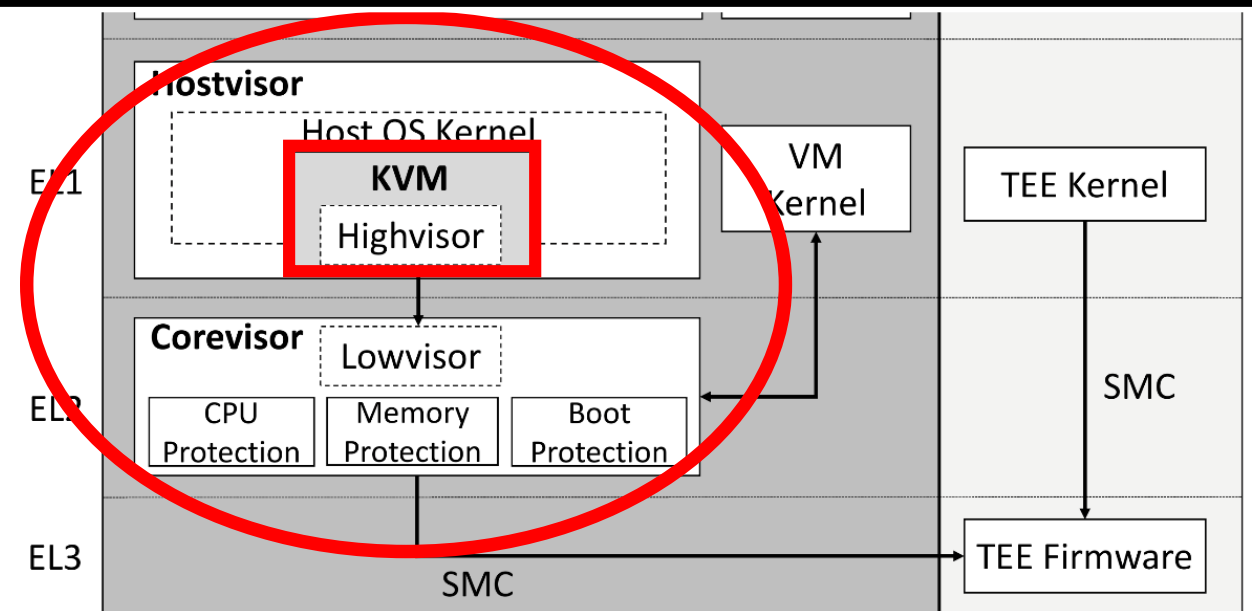 Hostvisor
Host OS Kernel
EL1
KVM
Highvisor
VM
Kernel
TEE Kernel
Corevisor
Lowvisor
EL2
CPU
Protection
Memory
Protection
Boot
Protection
SMC
EL3
SMC
TEE Firmware